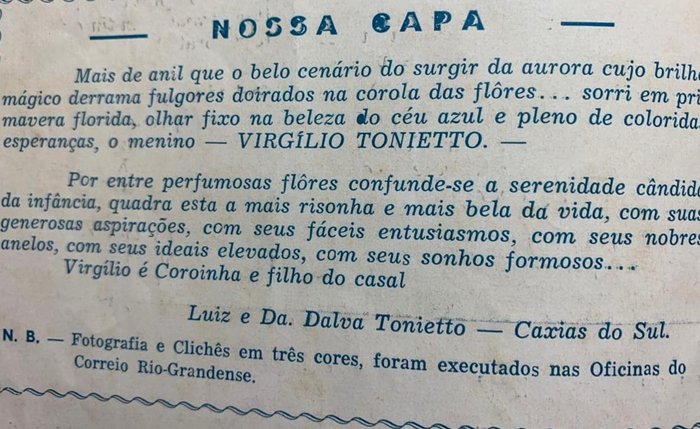 NOSSA CAPA
Mais de anil que o belo cenário do surgir da aurora cujo brilho
mágico derrama fulgores doirados na corola das flôres... sorri em pri
mavera florida, olhar fixo na beleza do céu azul e pleno de colorida
esperanças, o menino — VIRGÍLIO TONIETTO. —
Por entre perfumosas flôres confunde-se a serenidade cândid
da infância, quadra esta a mais risonha e mais bela da vida, com sua
generosas aspirações, com seus fáceis entusiasmos, com seus nobres
anelos, com seus ideais elevados, com seus sonhos formosos...
Virgílio é Coroinha e filho do casal
Luiz e Da. Dalva Tonietto — Caxias do Sul.
N. B. — Fotografia e Clichês em três cores, foram executados nas Oficinas do
Correio Rio-Grandense.